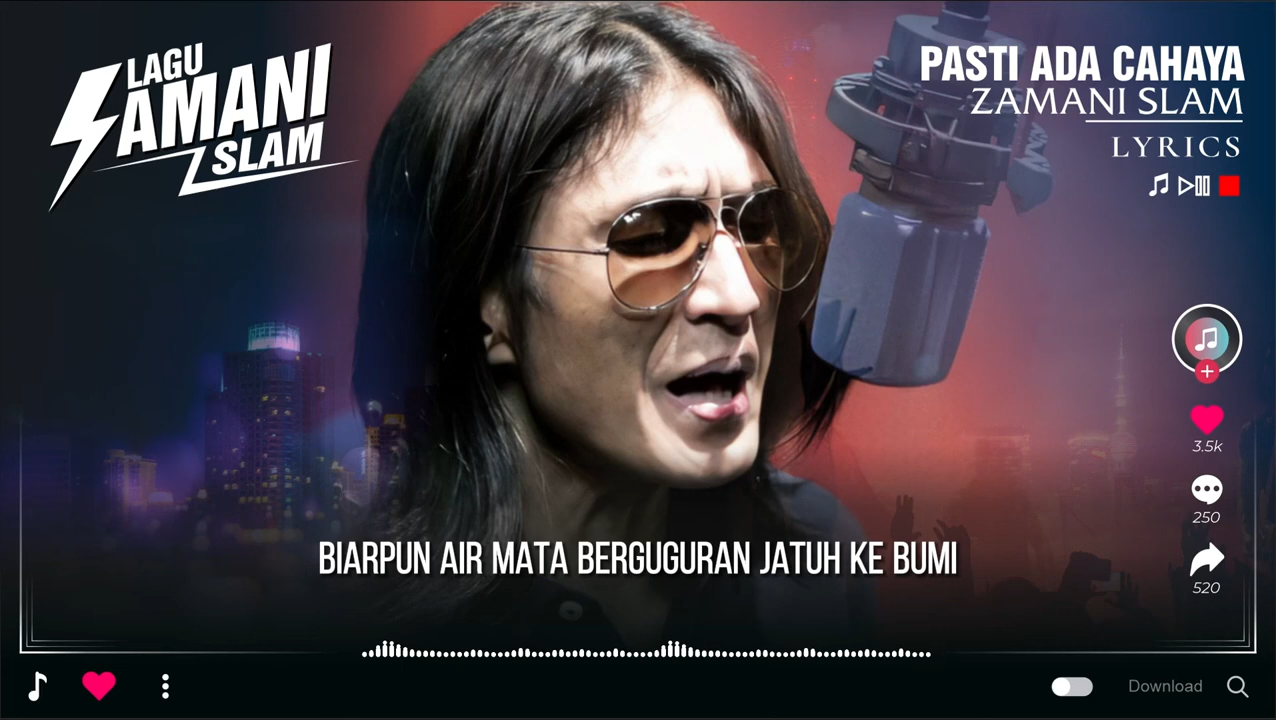 LAGU
ZAMANI
SLAM
PASTI ADA CAHAYA
ZAMANI SLAM
LYRICS
3.5k
250
520
BIARPUN AIR MATA BERGUGURAN JATUH KE BUMI
Download